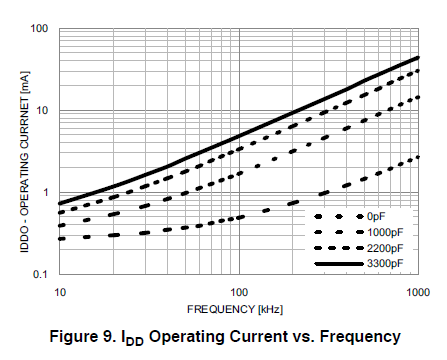 100
10
1
0.1
IDDO - OPERATING CURRNET [mA]
0pF
1000pF
2200pF
3300pF
10
100
1000
FREQUENCY [kHz]
Figure 9. IDD Operating Current vs. Frequency